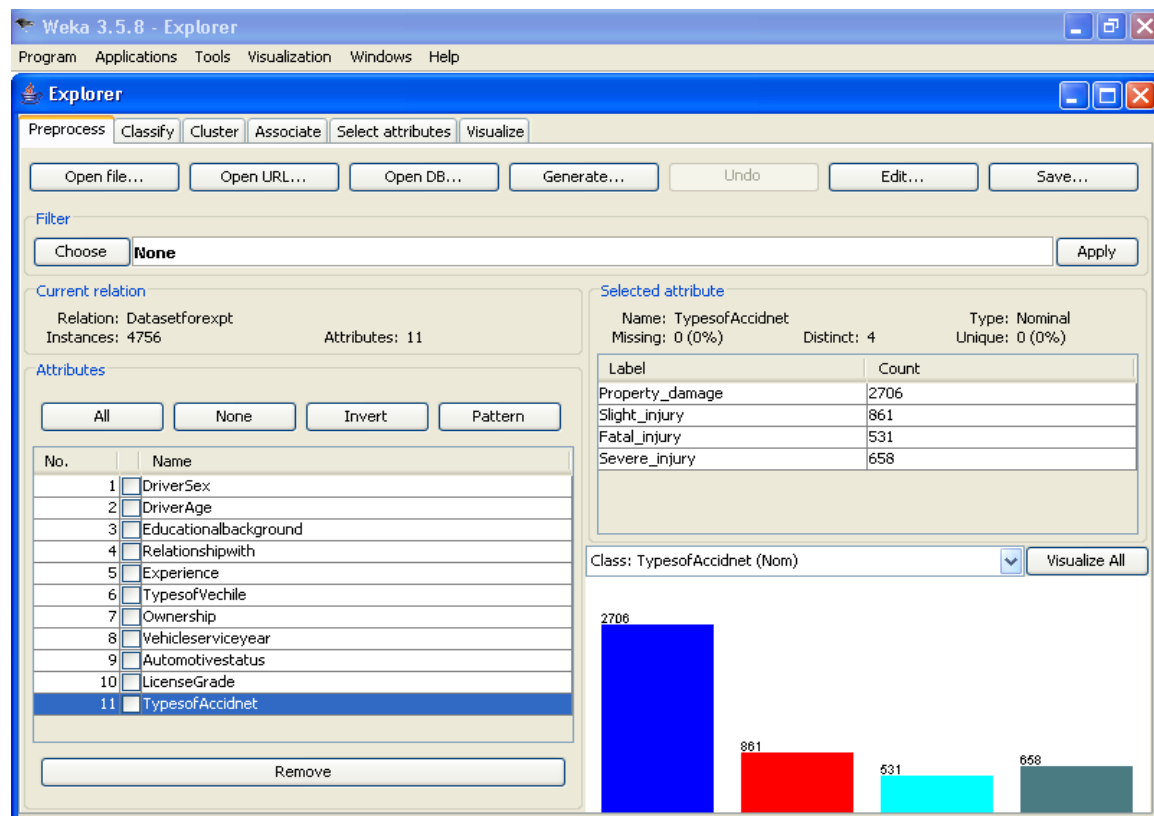 Weka 3.5.8 - Explorer
Program Applications Tools Visualization Windows Help
Explorer
Preprocess Classify Cluster Associate Select attributes Visualize
Open file... Open URL... Open DB... Generate... Undo Edit... Save...
Filter
Choose None Apply
Current relation
Relation: Datasetforexpt
Instances: 4756 Attributes: 11
Attributes
All None Invert Pattern
No. Name
1 DriverSex
2 DriverAge
3 Educationalbackground
4 Relationshipwith
5 Experience
6 TypesofVechile
7 Ownership
8 Vehicleserviceyear
9 Automotivestatus
10 LicenseGrade
11 TypesofAccidnet
Remove
Selected attribute
Name: TypesofAccidnet Type: Nominal
Missing: 0 (0%) Distinct: 4 Unique: 0 (0%)
Label Count
Property_damage 2706
Slight_injury 861
Fatal_injury 531
Severe_injury 658
Class: TypesofAccidnet (Nom) Visualize All
2706
861
531
658